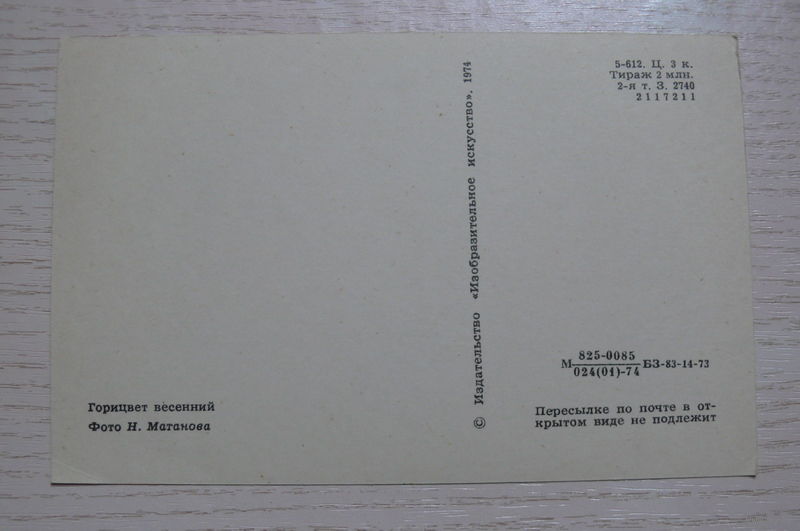 5-612. Ц. 3 к.
Тираж 2 млн.
2-я т. З. 2740
2117211
© Издательство «Изобразительное искусство». 1974
825-0085
М 024(01)-74 БЗ-83-14-73
Горицвет весенний
Фото Н. Матанова
Пересылке по почте в от-
крытом виде не подлежит